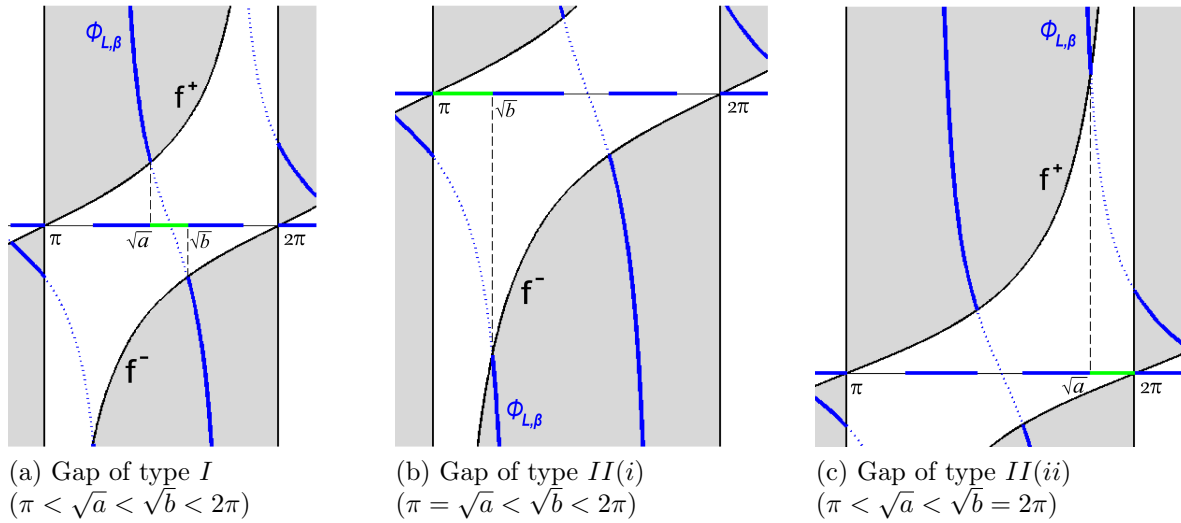 ϕ_{L,β}
f⁺
π
√a
√b
2π
f⁻
(a) Gap of type I
(π < √a < √b < 2π)
π
√b
2π
f⁻
ϕ_{L,β}
(b) Gap of type II(i)
(π = √a < √b < 2π)
ϕ_{L,β}
f⁺
π
√a
2π
(c) Gap of type II(ii)
(π < √a < √b = 2π)